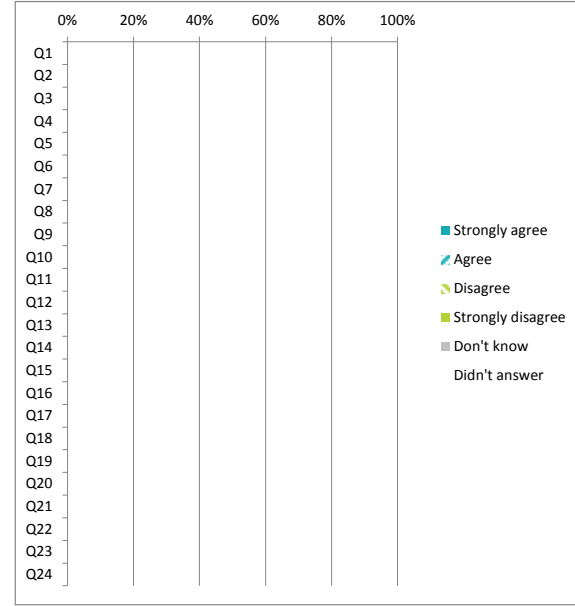 0% 20% 40% 60% 80% 100%
Q1
Q2
Q3
Q4
Q5
Q6
Q7
Q8
Q9
Q10
Q11
Q12
Q13
Q14
Q15
Q16
Q17
Q18
Q19
Q20
Q21
Q22
Q23
Q24
Strongly agree
Agree
Disagree
Strongly disagree
Don't know
Didn't answer